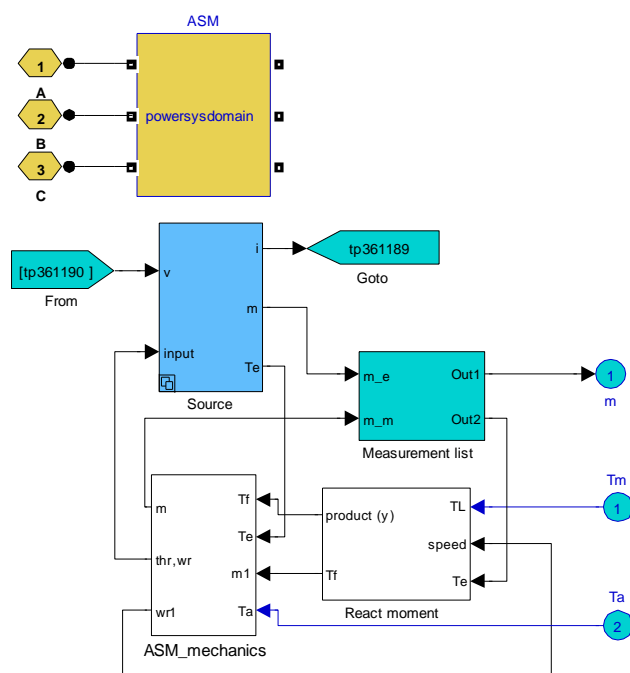 ASM
1
A
2
B
3
C
powersysdomain
[tp361190 ]
From
v
input
i
m
Te
Source
tp361189
Goto
m_e
m_m
Out1
Out2
Measurement list
1
m
m
thr,wr
wr1
Tf
Te
m1
Ta
ASM_mechanics
product (y)
Tf
TL
speed
Te
React moment
Tm
1
Ta
2